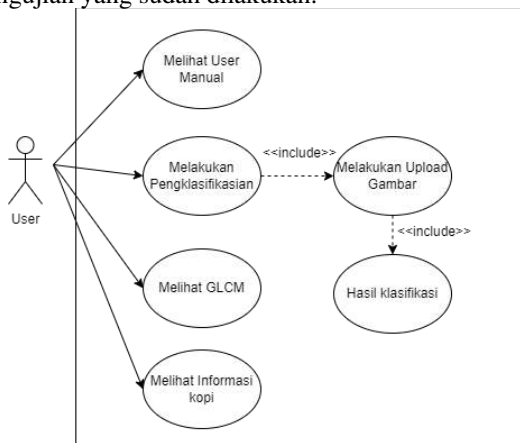 ngujian yang sudah dilakukan.
Melihat User
Manual
<<include>>
Melakukan
Pengklasifikasian
Melakukan Upload
Gambar
User
<<include>>
Melihat GLCM
Hasil klasifikasi
Melihat Informasi
kopi